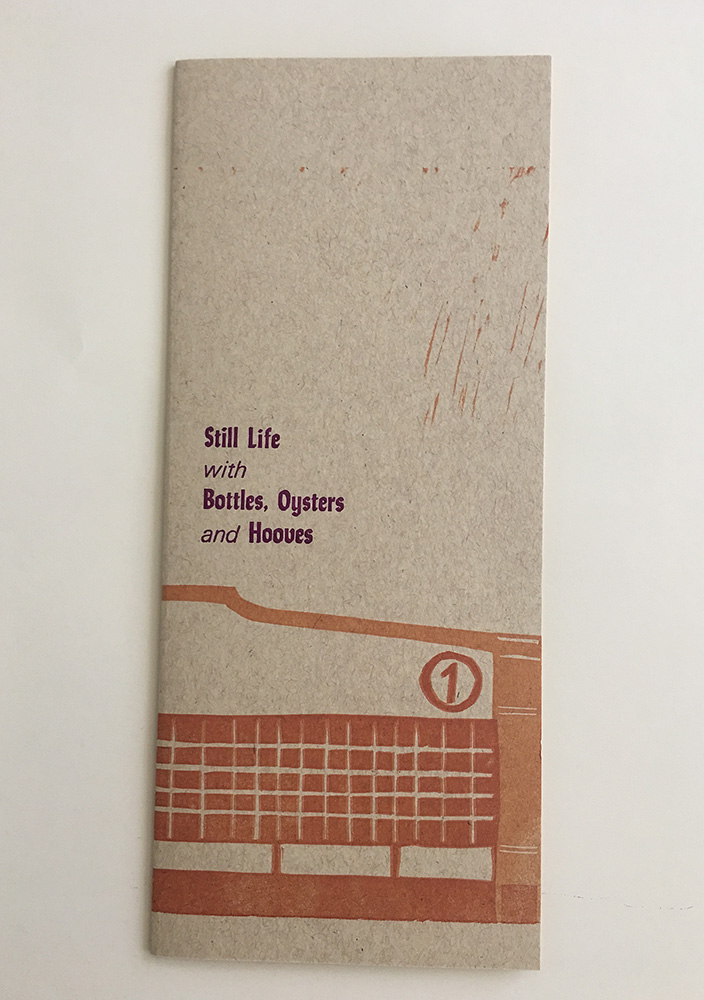 Still Life
with
Bottles, Oysters
and Hooves
1